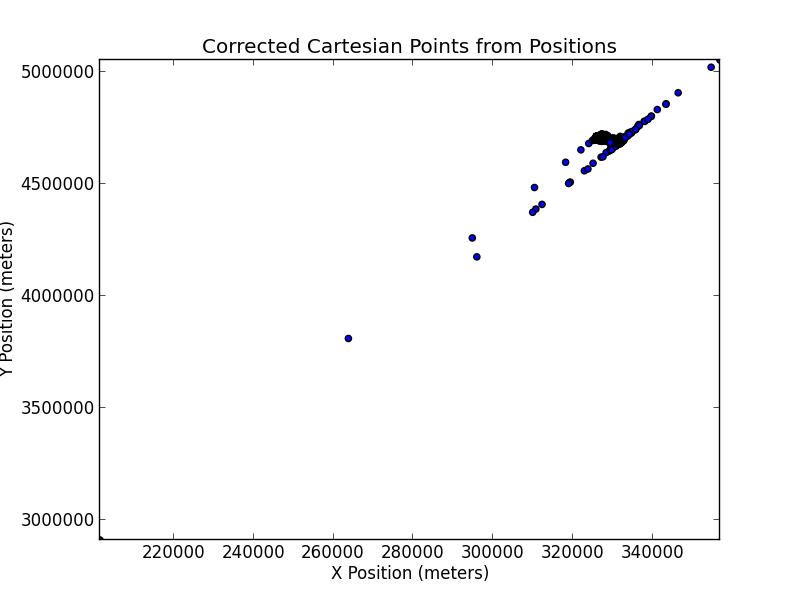 Corrected Cartesian Points from Positions
5000000
4500000
4000000
3500000
3000000
Y Position (meters)
220000 240000 260000 280000 300000 320000 340000
X Position (meters)